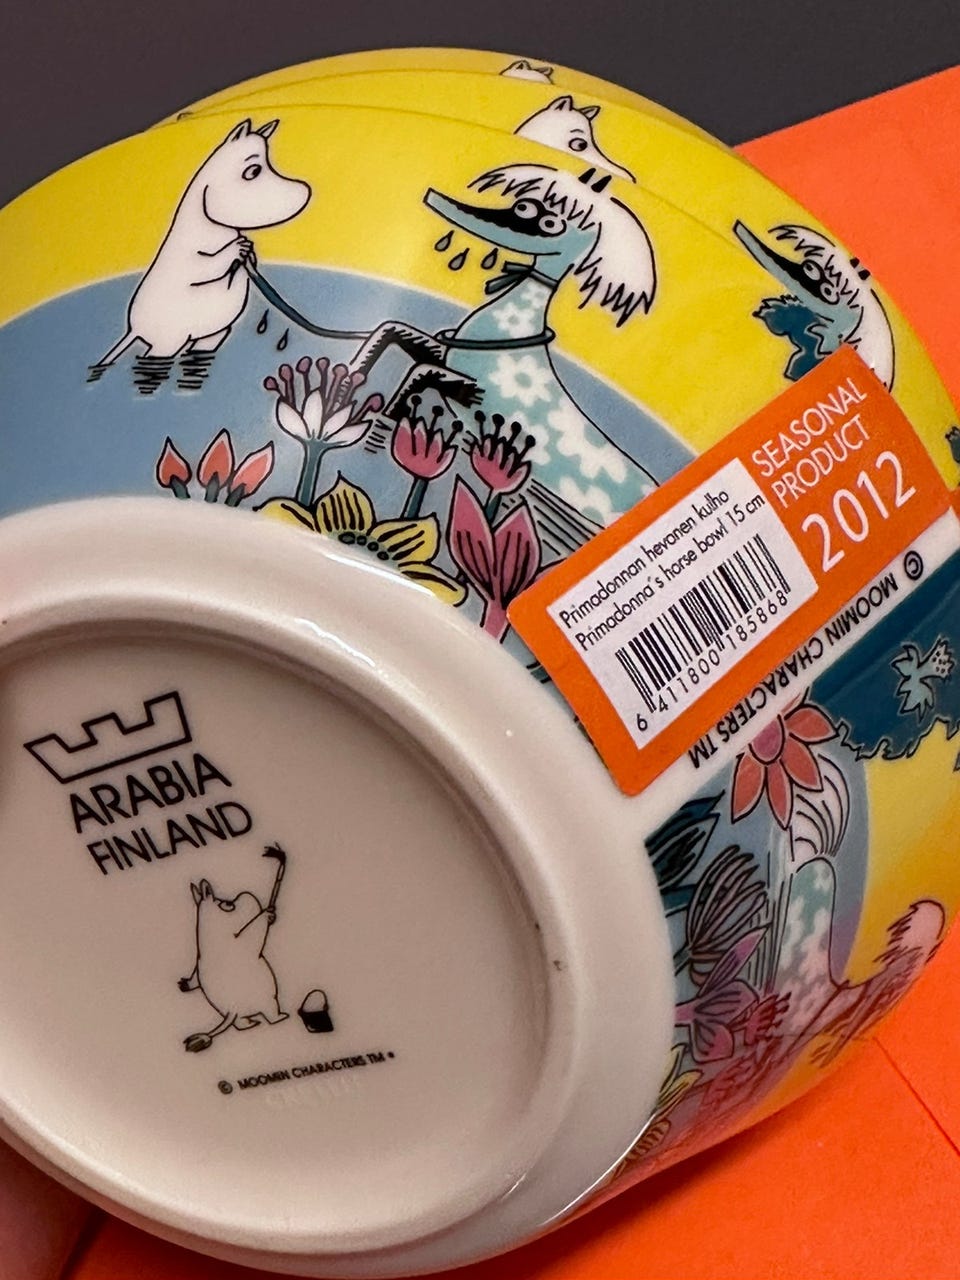 SEASONAL
PRODUCT
2012
Primadonnan hevanen kulho
Primadonna´s horse bowl 15 cm
6 411800 185868
© MOOMIN CHARACTERS TM
ARABIA
FINLAND
© MOOMIN CHARACTERS TM